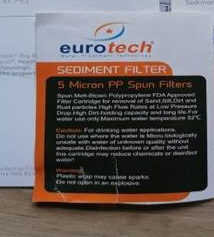 eurotech
Water Treatment Technology
SEDIMENT FILTER
5 Micron PP Spun Filters
Spun Melt-Blown Polypropylene FDA Approved
Filter Cartridge for removal of Sand,Silt,Dirt and
Rust particles.High Flow Rates at Low Pressure
Drop.High Dirt-holding capacity and long life.For
water use only.Maximum water temperature 52°C
Caution: For drinking water applications.
Do not use where the water is Micro biologically
unsafe with water of unknown quality without
adequate.Disinfection before or after the unit
this cartridge may reduce chemicals or disinfect
water!
Warning:
Plastic wrap may cause sparks.
Do not open in an explosive.